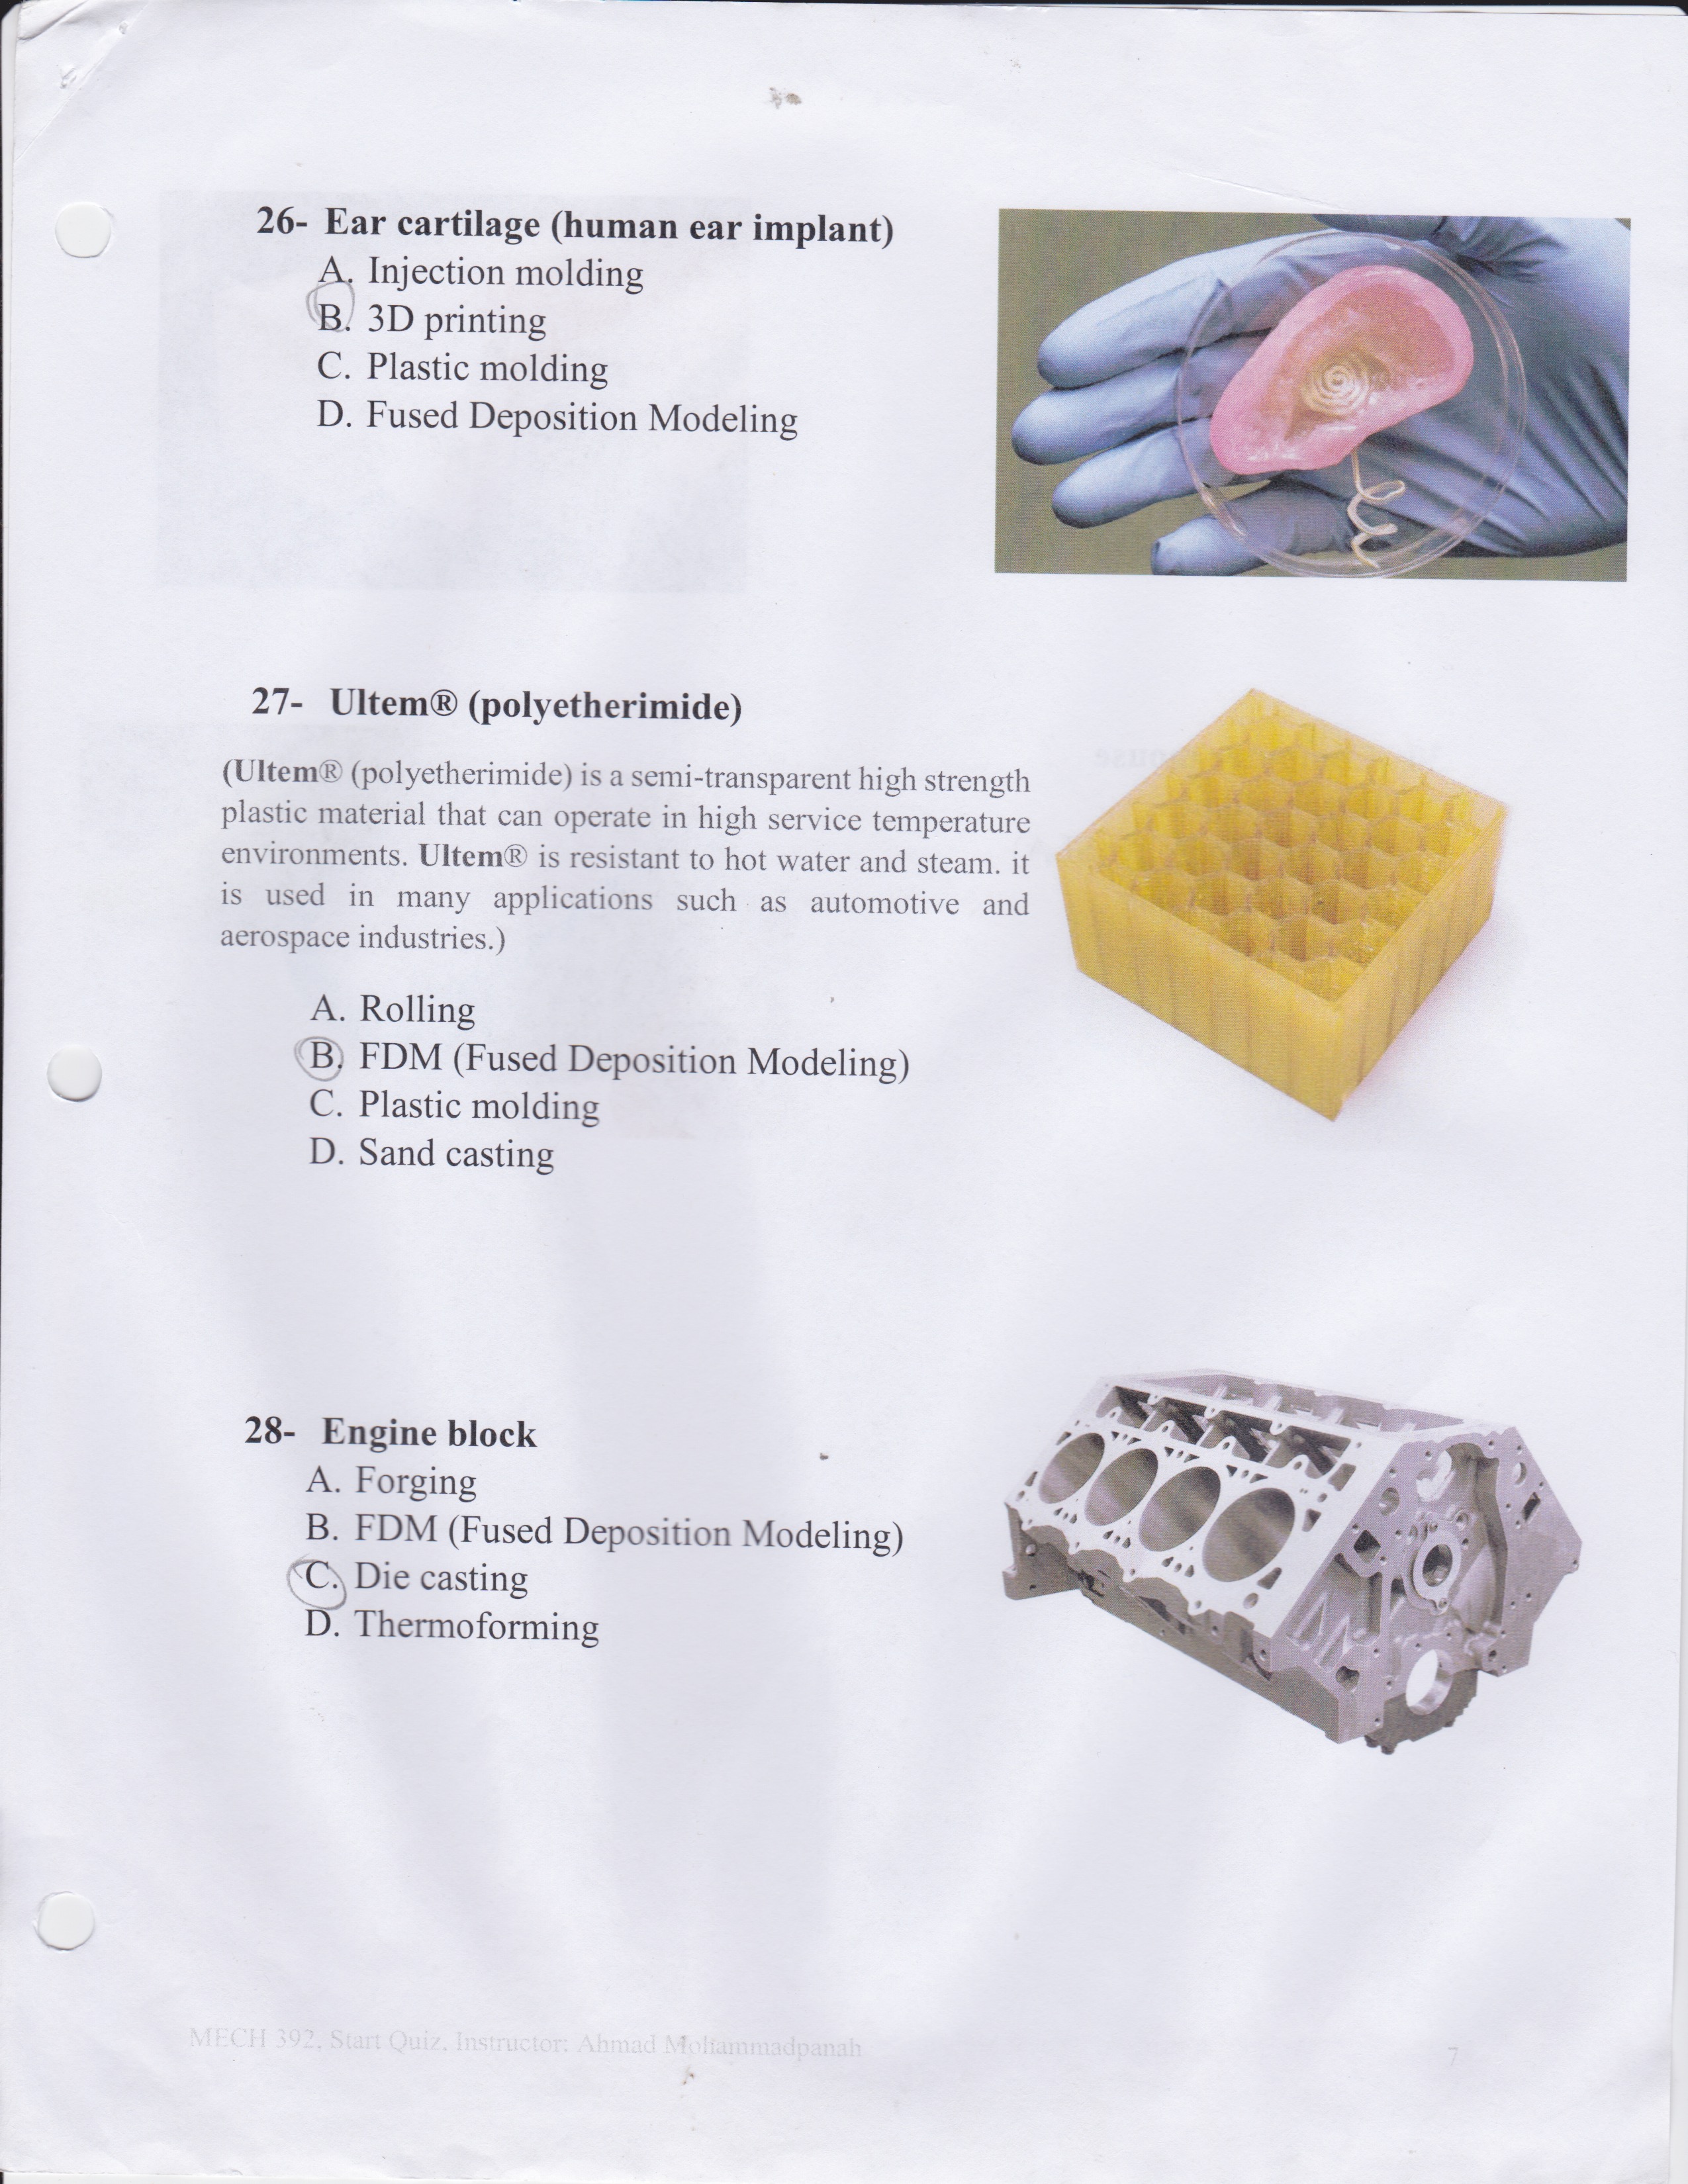 26- Ear cartilage (human ear implant)
A. Injection molding
B. 3D printing
C. Plastic molding
D. Fused Deposition Modeling
27- Ultem® (polyetherimide)
(Ultem® (polyetherimide) is a semi-transparent high strength
plastic material that can operate in high service temperature
environments. Ultem® is resistant to hot water and steam. it
is used in many applications such as automotive and
aerospace industries.)
A. Rolling
B. FDM (Fused Deposition Modeling)
C. Plastic molding
D. Sand casting
28- Engine block
A. Forging
B. FDM (Fused Deposition Modeling)
C. Die casting
D. Thermoforming
MECH 392, Start Quiz, Instructor: Ahmad Mohammadpanah
7